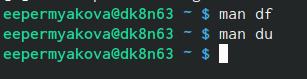 eepermyakova@dk8n63 ~ $ man df
eepermyakova@dk8n63 ~ $ man du
eepermyakova@dk8n63 ~ $